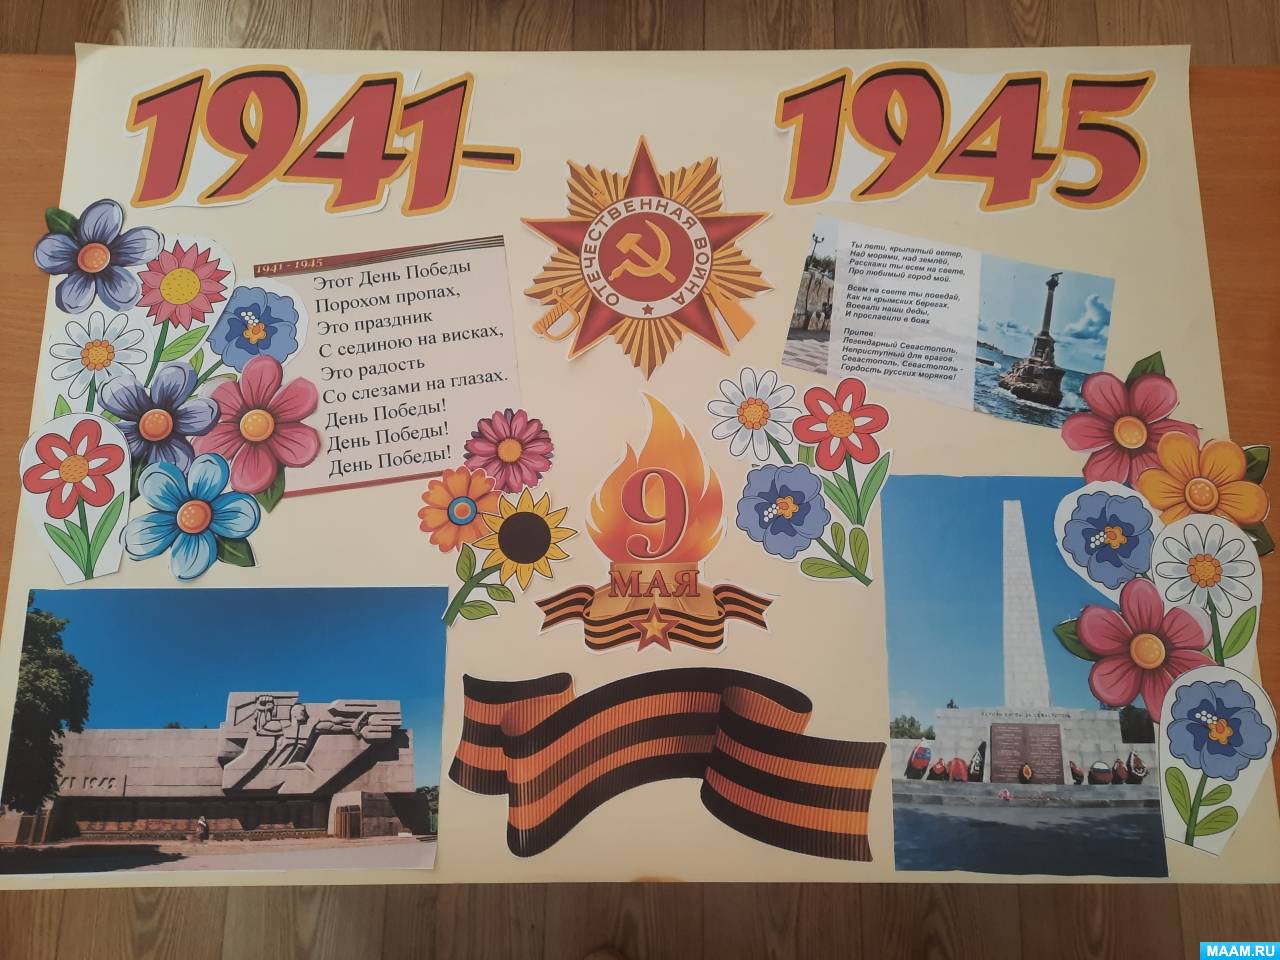 1941-
1945
ОТЕЧЕСТВЕННАЯ ВОЙНА
1941 - 1945
Этот День Победы
Порохом пропах,
Это праздник
С сединою на висках,
Это радость
Со слезами на глазах.
День Победы!
День Победы!
День Победы!
Ты лети, крылатый ветер,
Над морями, над землёй,
Расскажи ты всем на свете,
Про любимый город мой.
Всем на свете ты поведай,
Как на крымских берегах,
Воевали наши деды,
И прославили в боях
Припев:
Легендарный Севастополь,
Неприступный для врагов.
Севастополь, Севастополь -
Гордость русских моряков!
9
МАЯ
1945
MAAM.RU